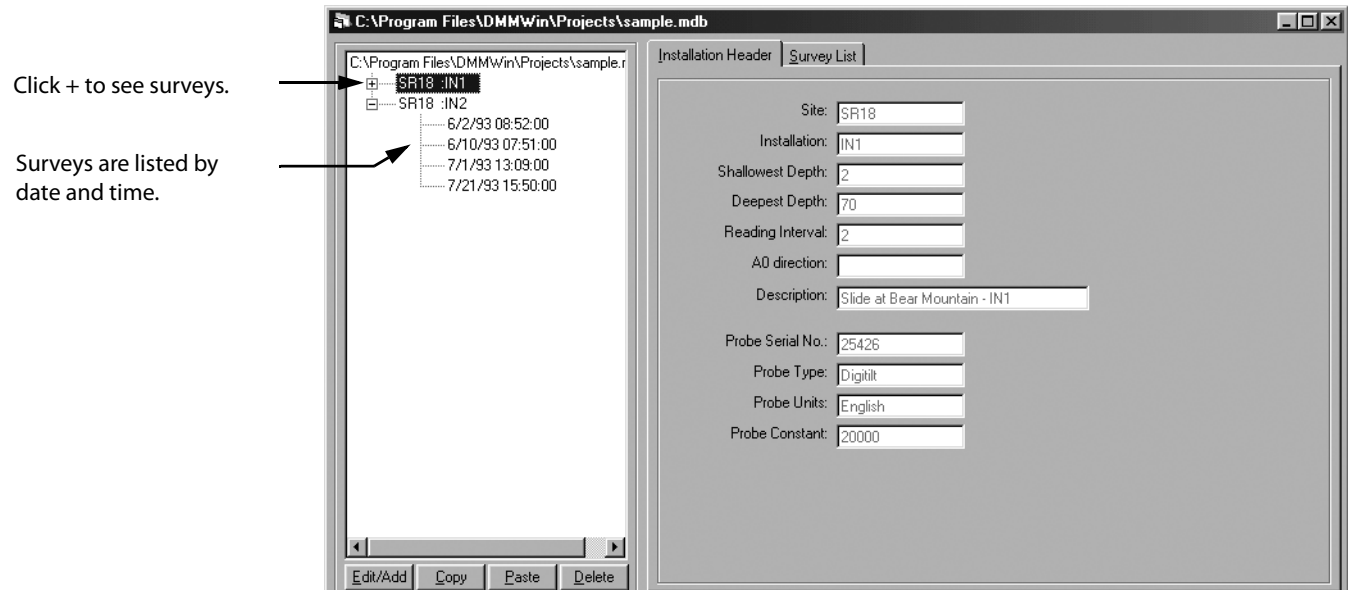 C:\Program Files\DMMWin\Projects\sample.mdb
Click + to see surveys.
Surveys are listed by
date and time.
C:\Program Files\DMMWin\Projects\sample.r
SR18 :IN1
SR18 :IN2
6/2/93 08:52:00
6/10/93 07:51:00
7/1/93 13:09:00
7/21/93 15:50:00
Edit/Add Copy Paste Delete
Installation Header Survey List
Site: SR18
Installation: IN1
Shallowest Depth: 2
Deepest Depth: 70
Reading Interval: 2
A0 direction:
Description: Slide at Bear Mountain - IN1
Probe Serial No.: 25426
Probe Type: Digitilt
Probe Units: English
Probe Constant: 20000